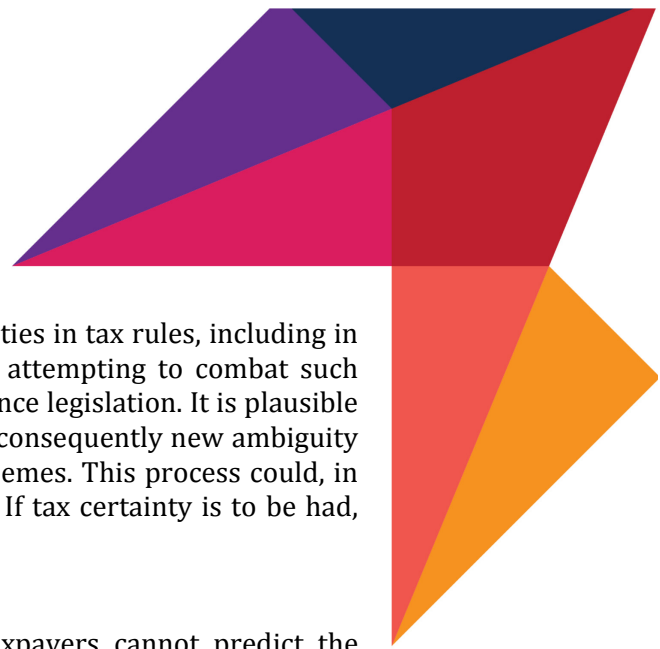 ties in tax rules, including in
attempting to combat such
nce legislation. It is plausible
consequently new ambiguity
emes. This process could, in
If tax certainty is to be had,
xpayers cannot predict the